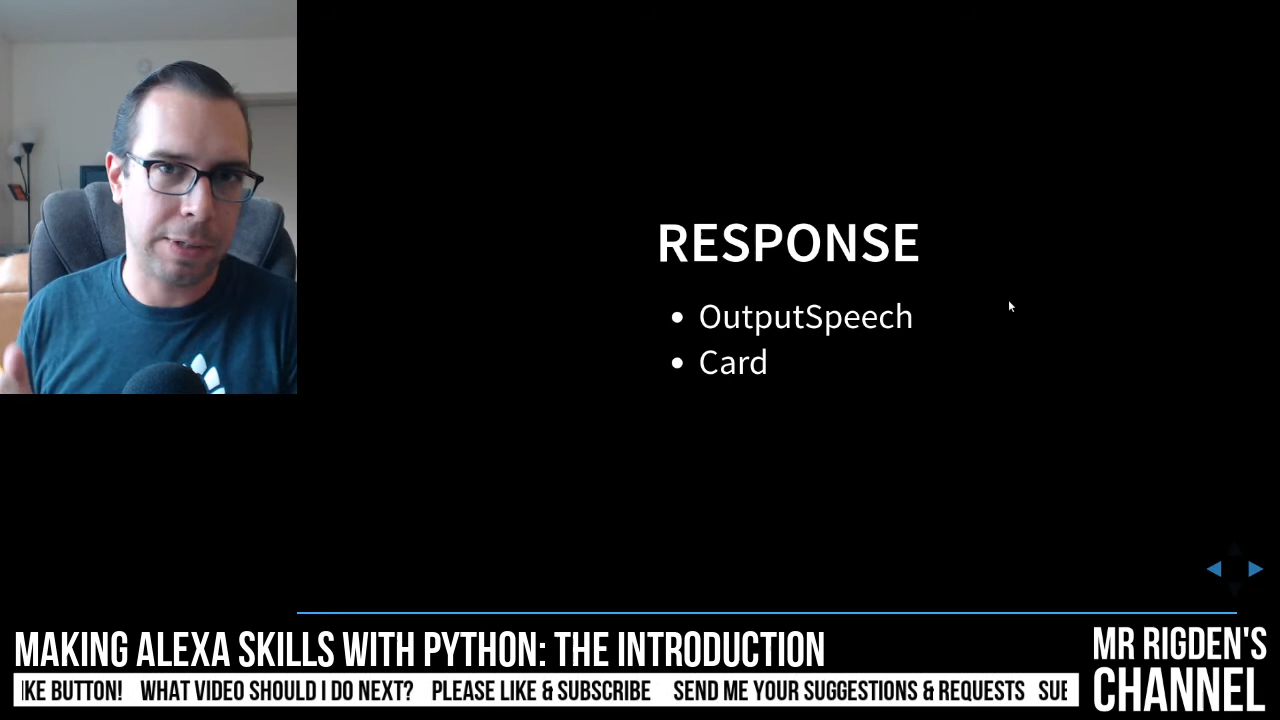 RESPONSE
OutputSpeech
Card
MAKING ALEXA SKILLS WITH PYTHON: THE INTRODUCTION
IKE BUTTON! WHAT VIDEO SHOULD I DO NEXT? PLEASE LIKE & SUBSCRIBE SEND ME YOUR SUGGESTIONS & REQUESTS SUB
MR RIGDEN'S
CHANNEL